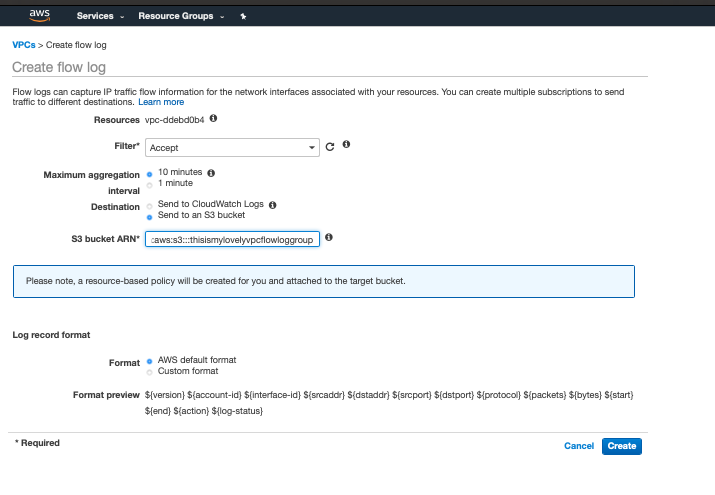 aws Services Resource Groups
VPCs > Create flow log
Create flow log
Flow logs can capture IP traffic flow information for the network interfaces associated with your resources. You can create multiple subscriptions to send
traffic to different destinations. Learn more
Resources vpc-ddebd0b4
Filter* Accept
Maximum aggregation interval
10 minutes
1 minute
Destination
Send to CloudWatch Logs
Send to an S3 bucket
S3 bucket ARN* :aws:s3:::thisismylovelyvpcflowloggroup
Please note, a resource-based policy will be created for you and attached to the target bucket.
Log record format
Format
AWS default format
Custom format
Format preview ${version} ${account-id} ${interface-id} ${srcaddr} ${dstaddr} ${srcport} ${dstport} ${protocol} ${packets} ${bytes} ${start}
${end} ${action} ${log-status}
* Required
Cancel Create